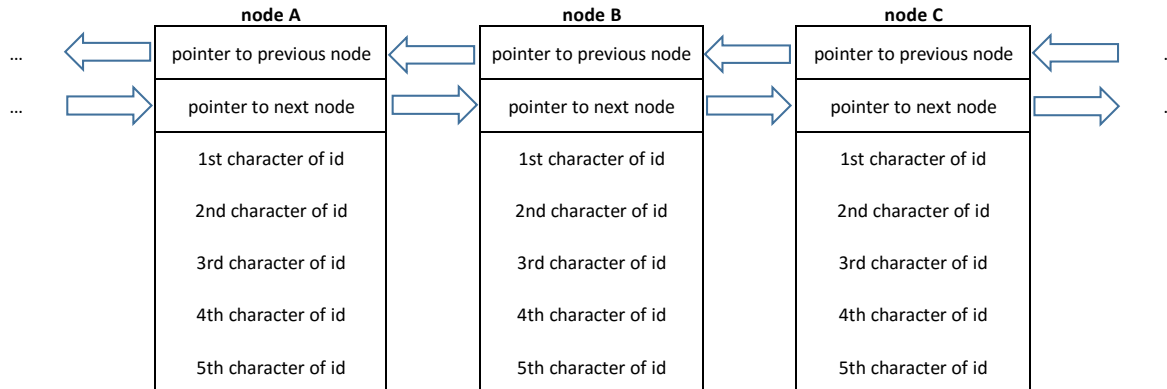 node A node B node C
... pointer to previous node pointer to previous node pointer to previous node .
... pointer to next node pointer to next node pointer to next node .
1st character of id 1st character of id 1st character of id
2nd character of id 2nd character of id 2nd character of id
3rd character of id 3rd character of id 3rd character of id
4th character of id 4th character of id 4th character of id
5th character of id 5th character of id 5th character of id